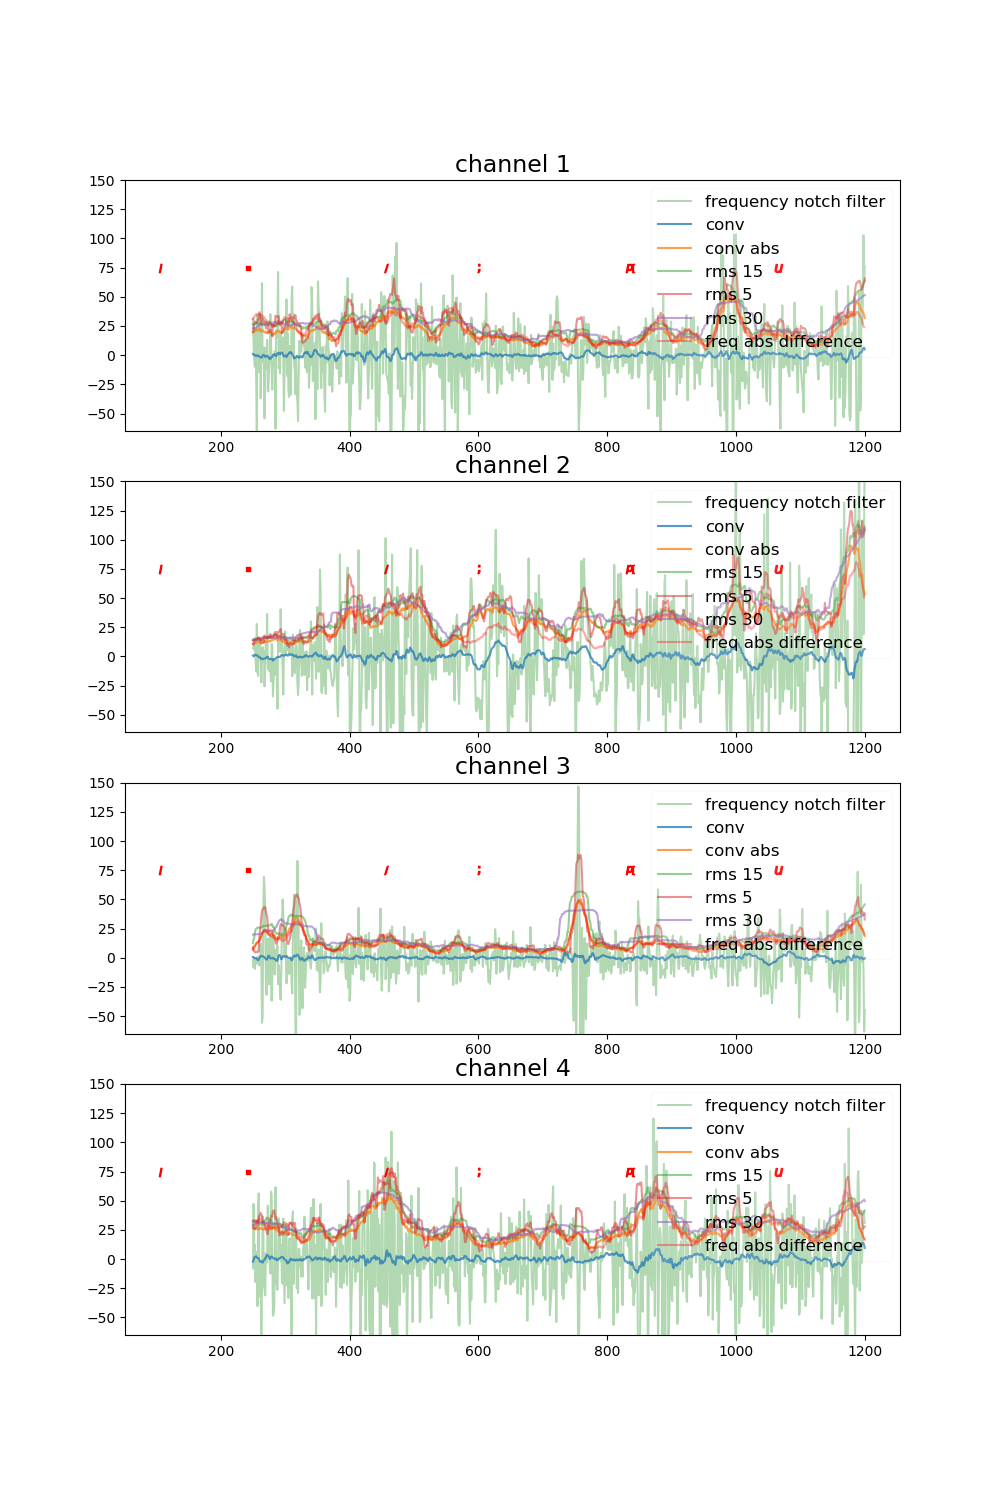 channel 1
150
125
100
75
50
25
0
−25
−50
frequency notch filter
conv
conv abs
rms 15
rms 5
rms 30
freq abs difference
;
u
200 400 600 800 1000 1200
channel 2
150
125
100
75
50
25
0
−25
−50
frequency notch filter
conv
conv abs
rms 15
rms 5
rms 30
freq abs difference
;
u
200 400 600 800 1000 1200
channel 3
150
125
100
75
50
25
0
−25
−50
frequency notch filter
conv
conv abs
rms 15
rms 5
rms 30
freq abs difference
;
u
200 400 600 800 1000 1200
channel 4
150
125
100
75
50
25
0
−25
−50
frequency notch filter
conv
conv abs
rms 15
rms 5
rms 30
freq abs difference
;
u
200 400 600 800 1000 1200